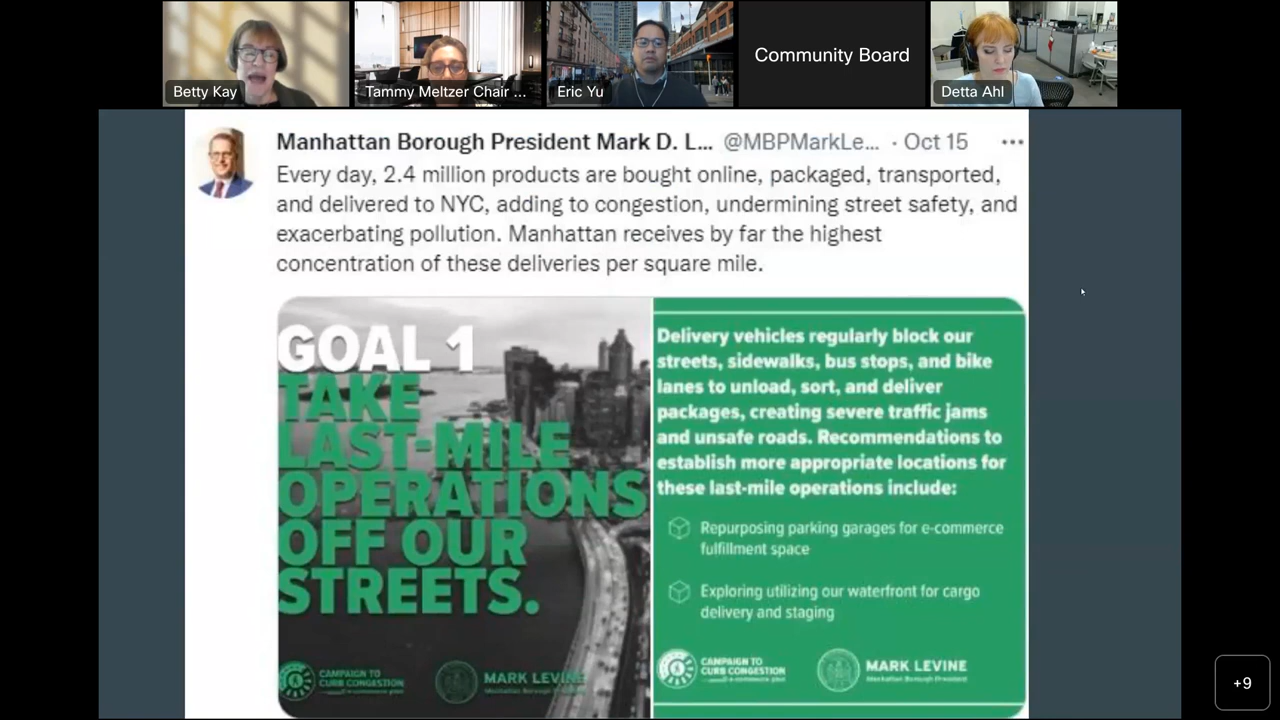 Betty Kay
Tammy Meltzer Chair ...
Eric Yu
Community Board
Detta Ahl
Manhattan Borough President Mark D. L... @MBPMarkLe... · Oct 15
Every day, 2.4 million products are bought online, packaged, transported,
and delivered to NYC, adding to congestion, undermining street safety, and
exacerbating pollution. Manhattan receives by far the highest
concentration of these deliveries per square mile.
GOAL 1
TAKE
LAST-MILE
OPERATIONS
OFF OUR
STREETS.
CAMPAIGN TO
CURB CONGESTION
MARK LEVINE
Manhattan Borough President
Delivery vehicles regularly block our
streets, sidewalks, bus stops, and bike
lanes to unload, sort, and deliver
packages, creating severe traffic jams
and unsafe roads. Recommendations to
establish more appropriate locations for
these last-mile operations include:
Repurposing parking garages for e-commerce
fulfillment space
Exploring utilizing our waterfront for cargo
delivery and staging
CAMPAIGN TO
CURB CONGESTION
MARK LEVINE
Manhattan Borough President
+9